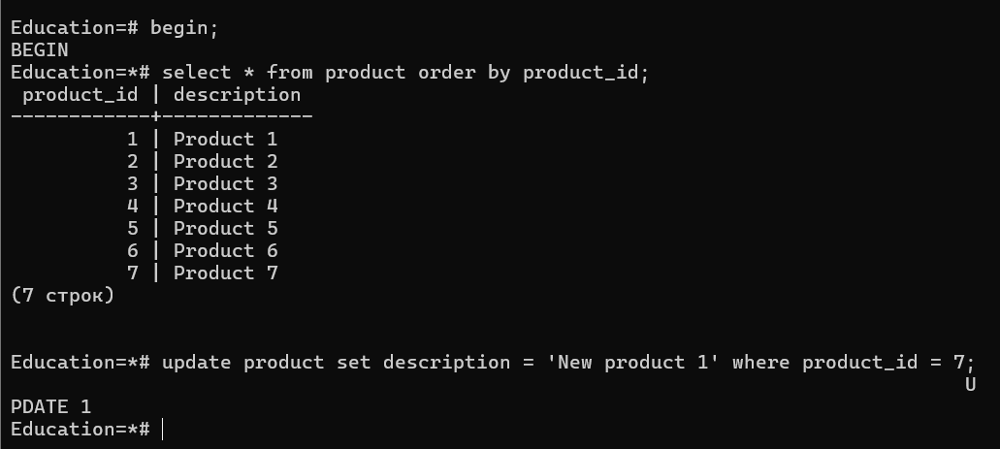 Education=# begin;
BEGIN
Education=*# select * from product order by product_id;
 product_id | description
------------+-------------
          1 | Product 1
          2 | Product 2
          3 | Product 3
          4 | Product 4
          5 | Product 5
          6 | Product 6
          7 | Product 7
(7 строк)
Education=*# update product set description = 'New product 1' where product_id = 7;
U
PDATE 1
Education=*#